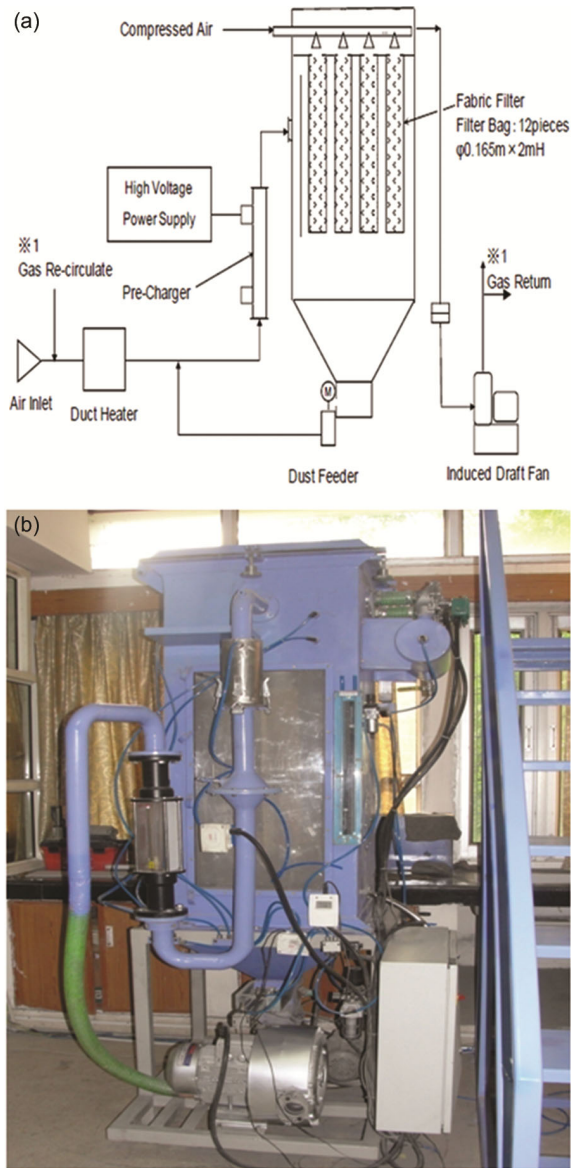 (a)
Compressed Air
Fabric Filter
Filter Bag : 12pieces
φ0.165m × 2mH
High Voltage
Power Supply
※1
Gas Re-circulate
※1
Gas Return
Pre-Charger
Air Inlet
Duct Heater
M
Dust Feeder
Induced Draft Fan
(b)